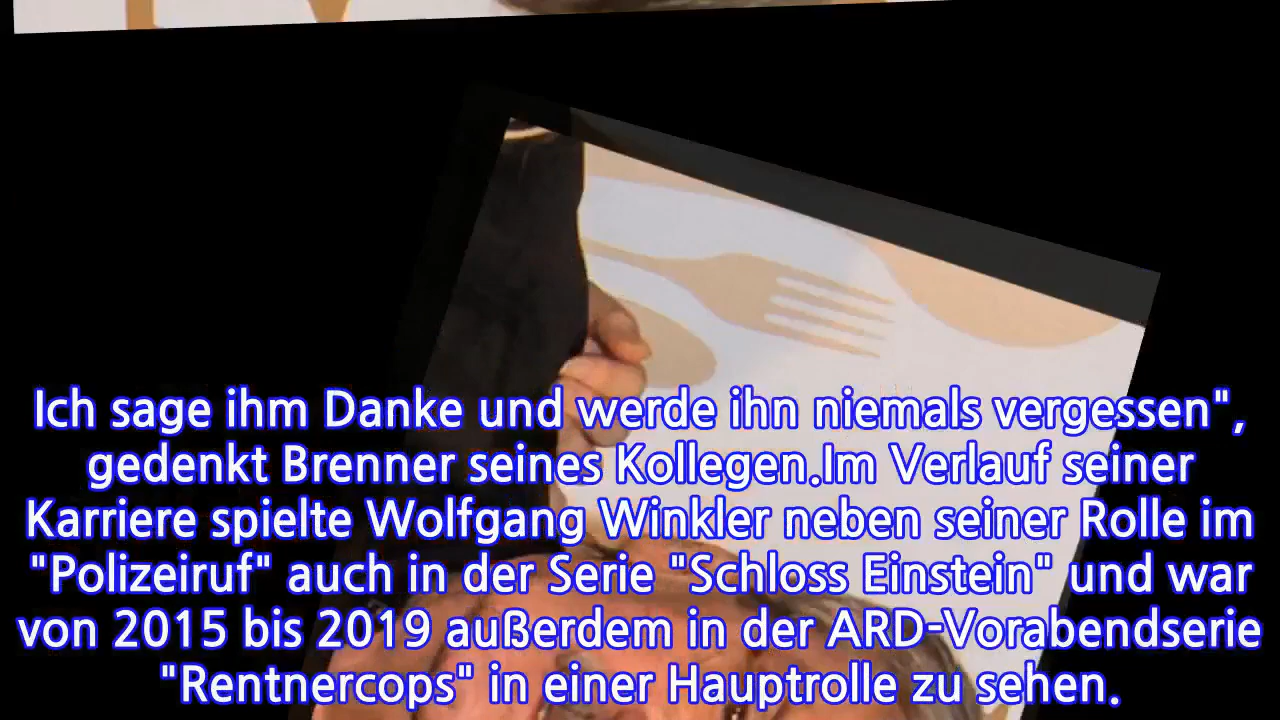 Ich sage ihm Danke und werde ihn niemals vergessen",
gedenkt Brenner seines Kollegen.Im Verlauf seiner
Karriere spielte Wolfgang Winkler neben seiner Rolle im
"Polizeiruf" auch in der Serie "Schloss Einstein" und war
von 2015 bis 2019 außerdem in der ARD-Vorabendserie
"Rentnercops" in einer Hauptrolle zu sehen.